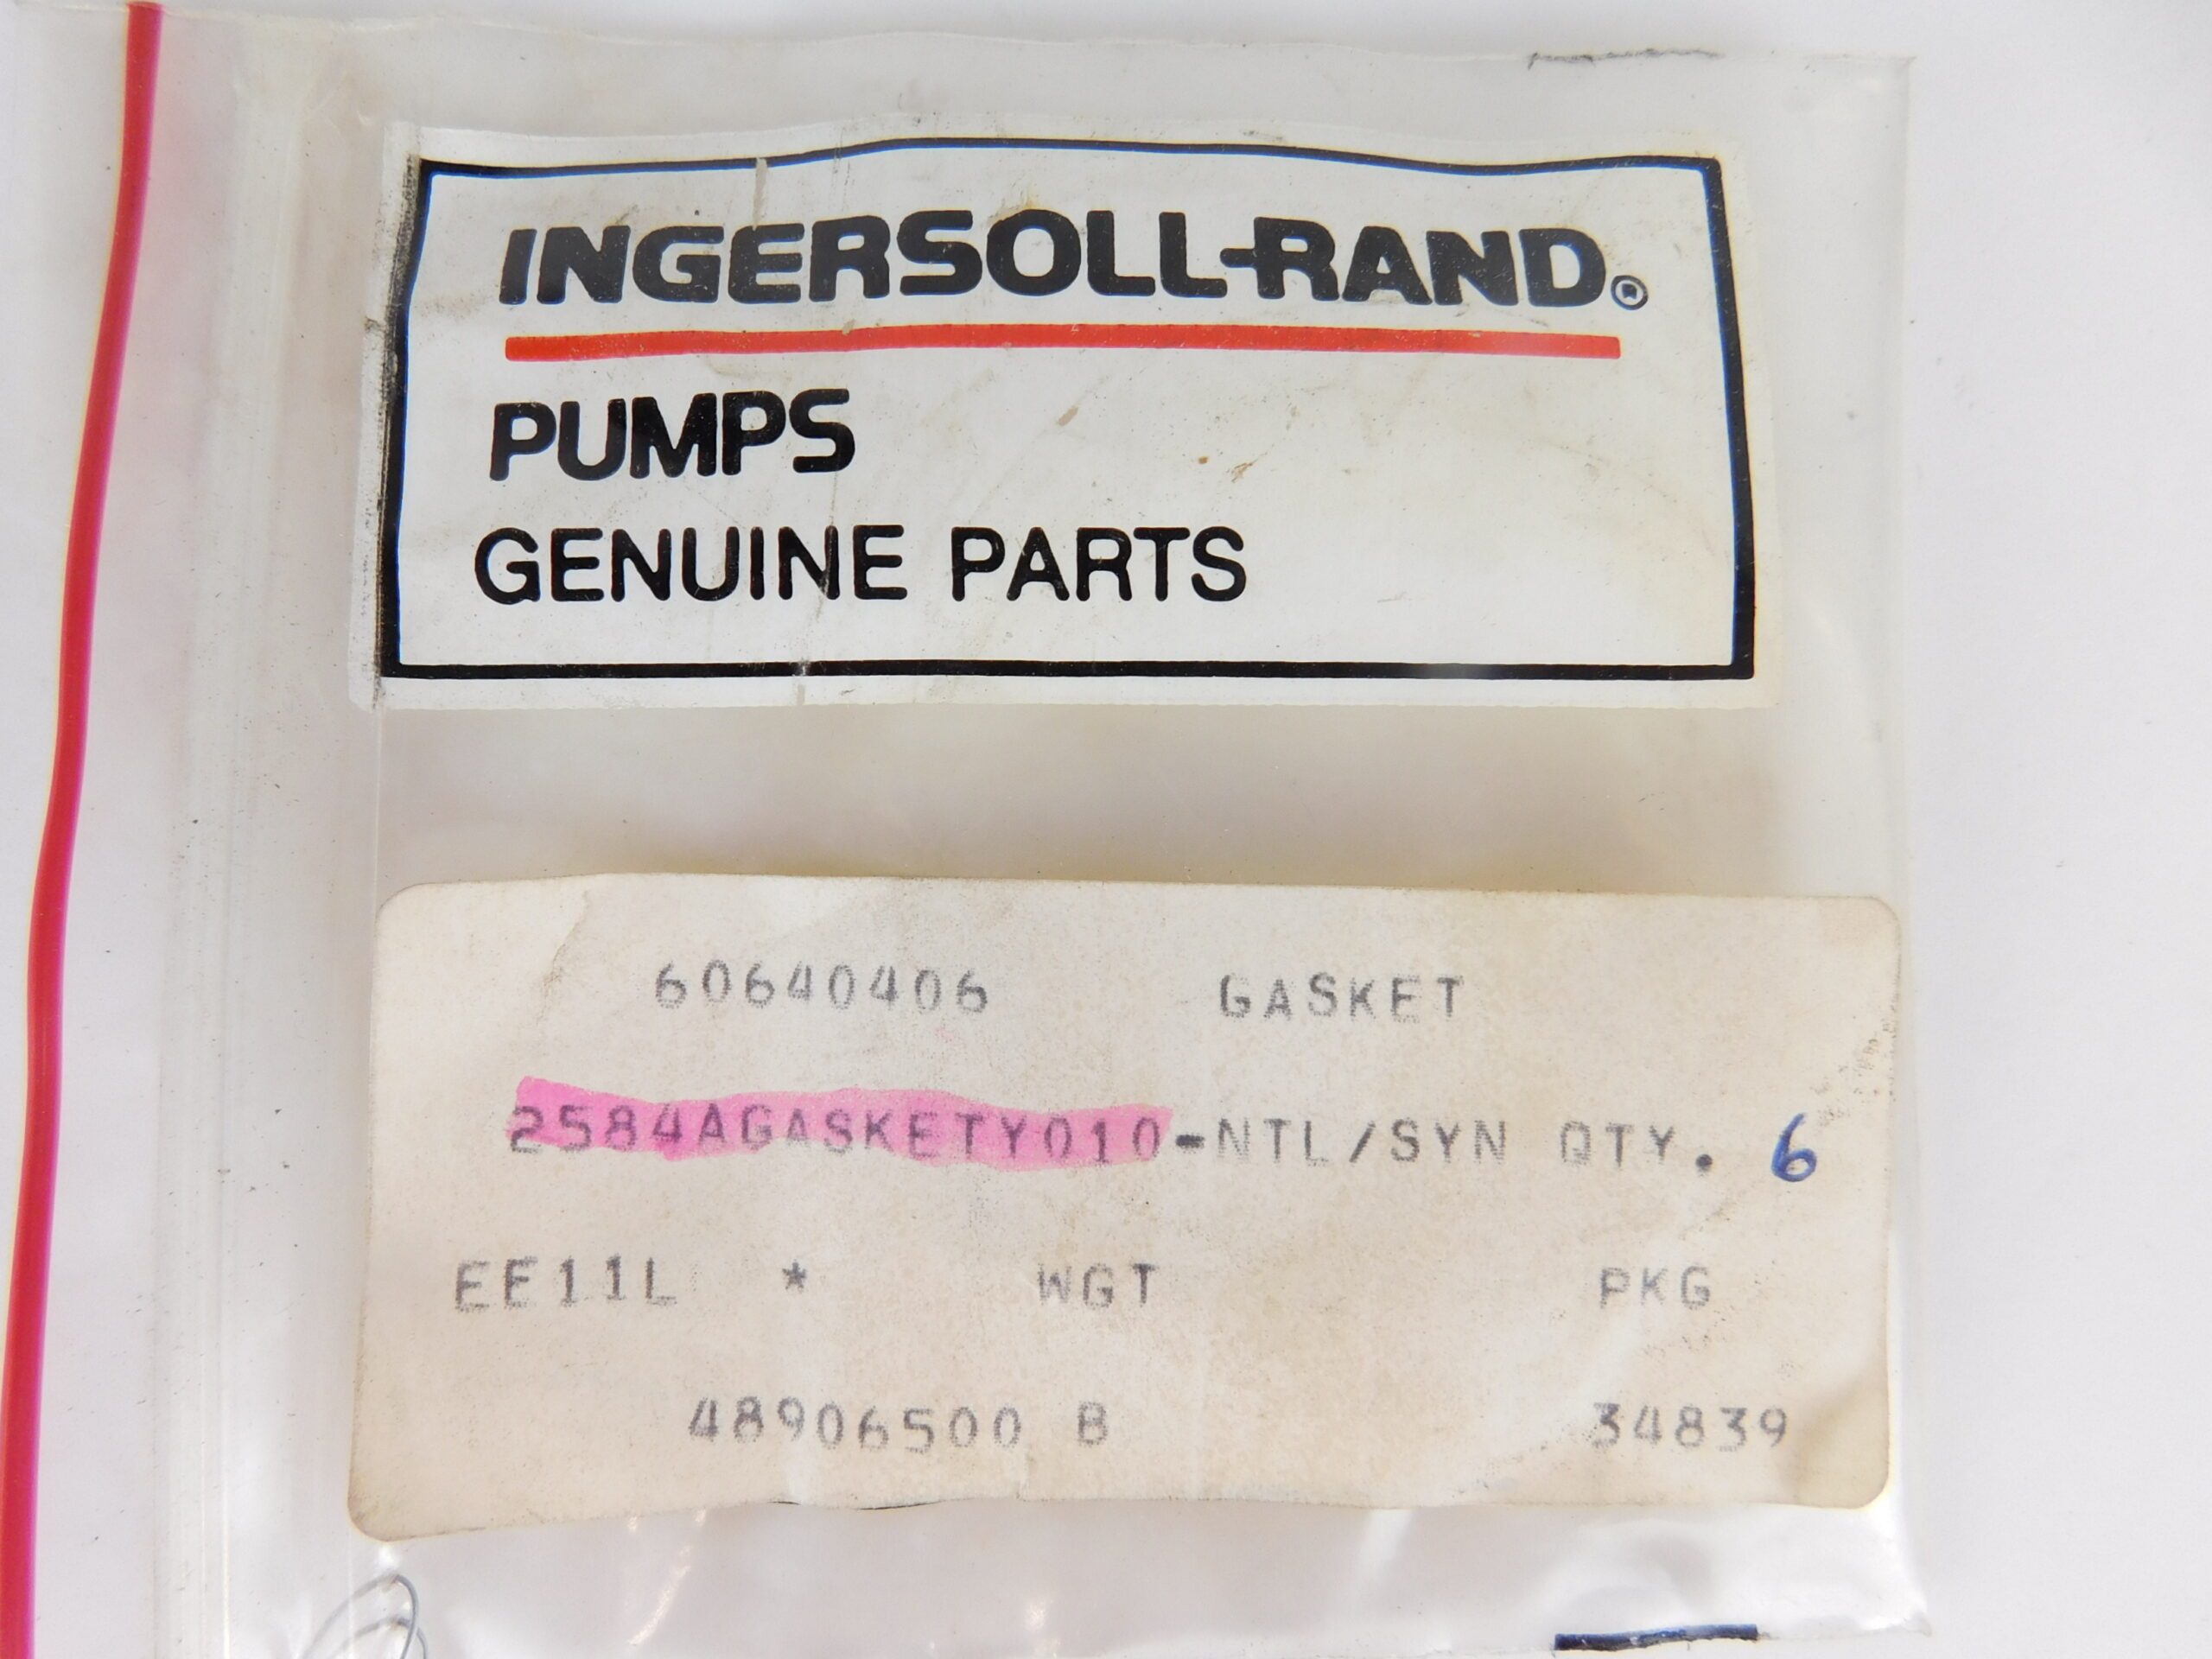 INGERSOLL-RAND®
PUMPS
GENUINE PARTS
60640406 GASKET
2584AGASKETY010-NTL/SYN QTY. 6
EE11L * WGT PKG
48906500 B 34839